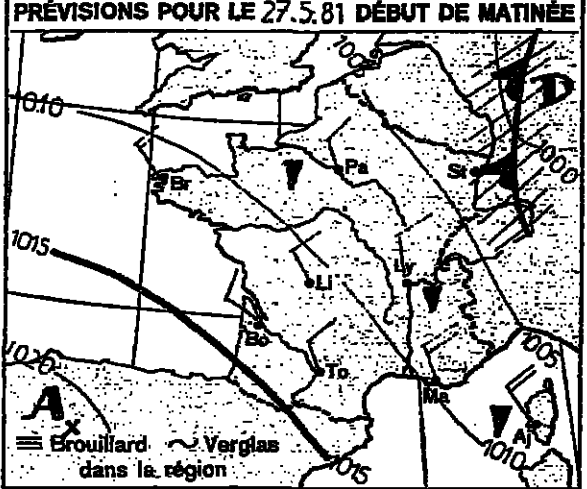 PRÉVISIONS POUR LE 27.5.81 DÉBUT DE MATINÉE
1005
1010
D
1000
Br
Pa
St
1015
Li
Ly
Bo
To
Ma
1005
1020
A
Aj
1010
Brouillard Verglas
dans la région
1015